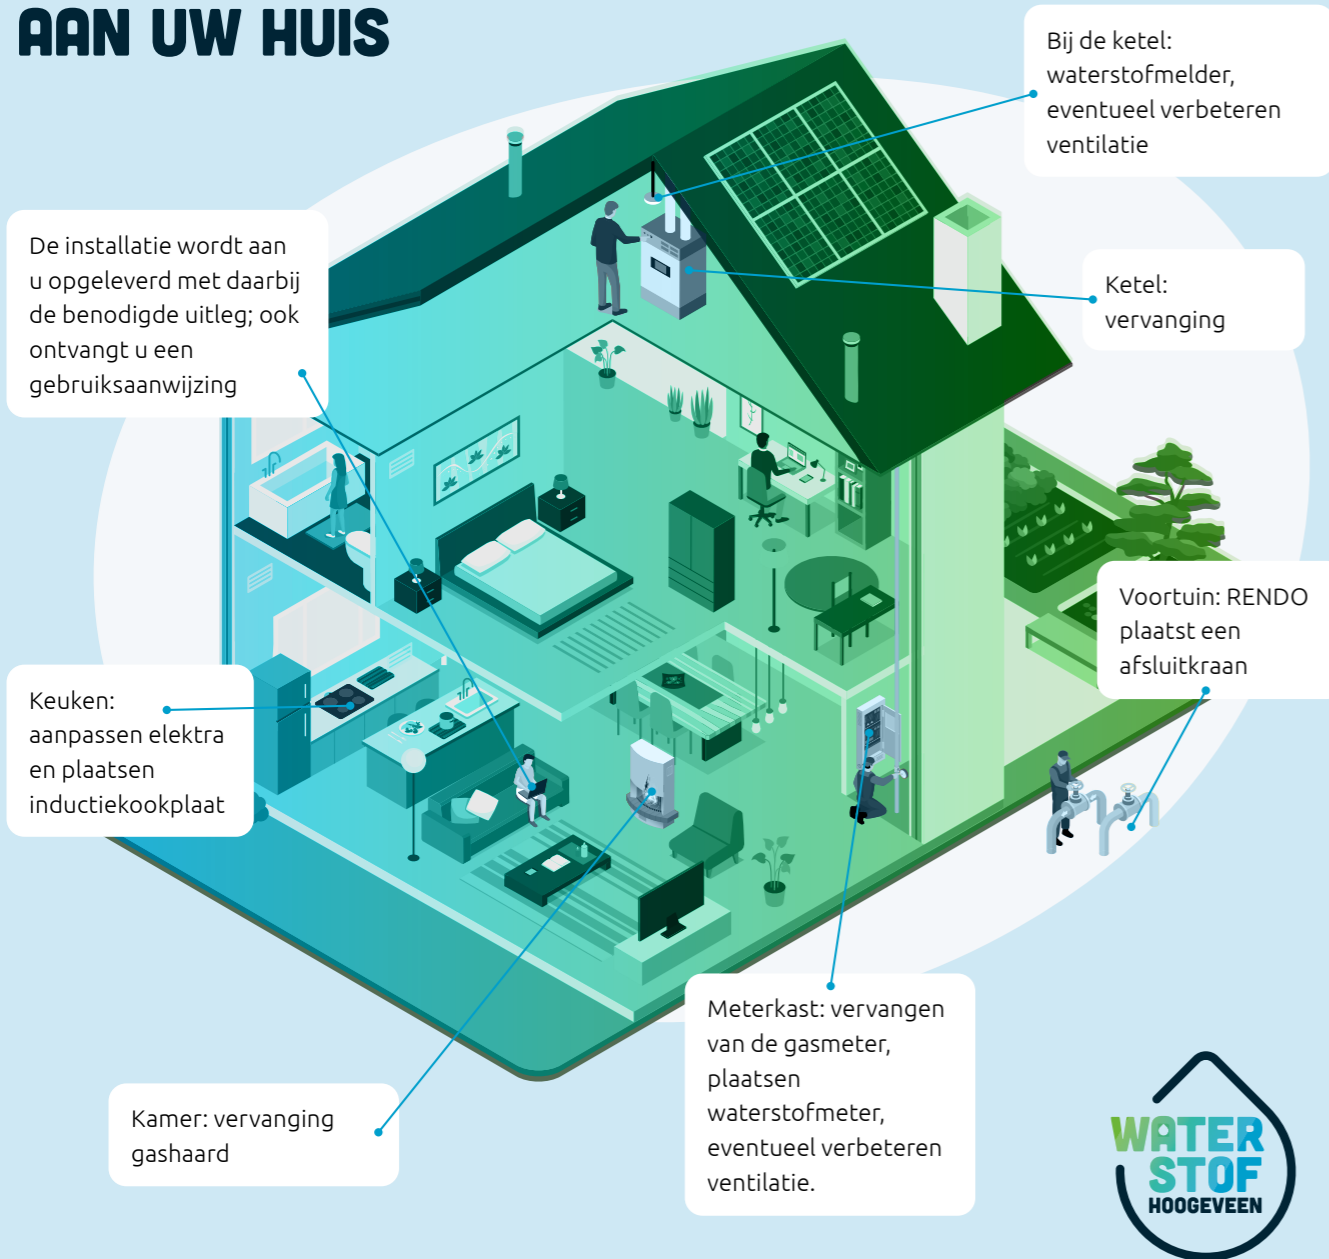 AAN UW HUIS
Bij de ketel:
waterstofmelder,
eventueel verbeteren
ventilatie
De installatie wordt aan
u opgeleverd met daarbij
de benodigde uitleg; ook
ontvangt u een
gebruiksaanwijzing
Ketel:
vervanging
Voortuin: RENDO
plaatst een
afsluitkraan
Keuken:
aanpassen elektra
en plaatsen
inductiekookplaat
Meterkast: vervangen
van de gasmeter,
plaatsen
waterstofmeter,
eventueel verbeteren
ventilatie.
Kamer: vervanging
gashaard
WATER
STOF
HOOGEVEEN